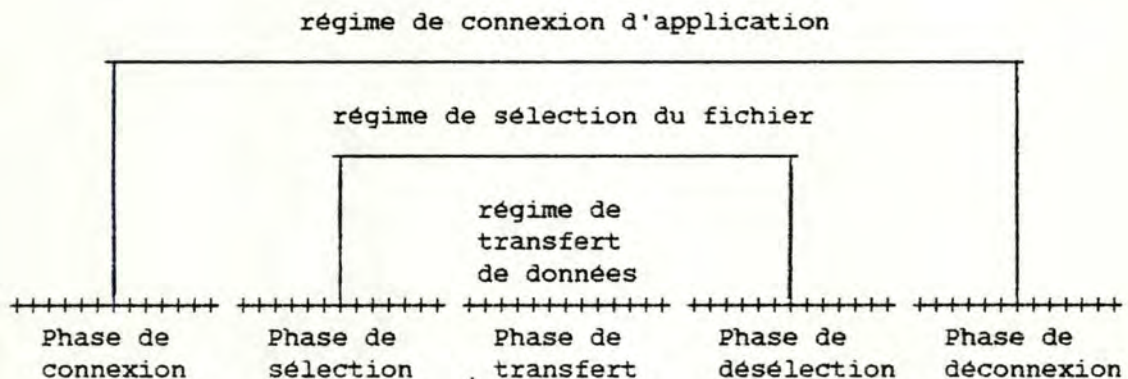 régime de connexion d'application
régime de sélection du fichier
régime de
transfert
de données
Phase de
connexion
Phase de
sélection
Phase de
transfert
Phase de
désélection
Phase de
déconnexion